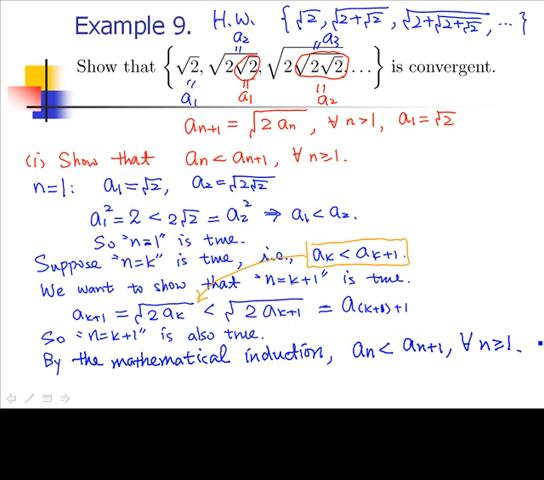 Example 9. H.W. {√2, √(2+√2), √(2+√(2+√2)), ...}
a₂ a₃
Show that {√2, √(2√2), √(2√(2√2)), ...} is convergent.
a₁ a₁ a₂
aₙ₊₁ = √(2aₙ), ∀ n≥1, a₁ = √2
(i) Show that aₙ < aₙ₊₁, ∀ n≥1.
n=1: a₁=√2, a₂=√(2√2)
a₁² = 2 < 2√2 = a₂² ⇒ a₁ < a₂.
So "n=1" is true.
Suppose "n=k" is true, i.e., aₖ < aₖ₊₁.
We want to show that "n=k+1" is true.
aₖ₊₁ = √(2aₖ) < √(2aₖ₊₁) = a₍ₖ₊₁₎₊₁
So "n=k+1" is also true.
By the mathematical induction, aₙ < aₙ₊₁, ∀ n≥1.